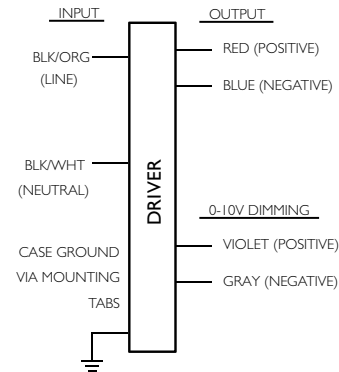 INPUT
BLK/ORG
(LINE)
BLK/WHT
(NEUTRAL)
CASE GROUND
VIA MOUNTING
TABS
DRIVER
OUTPUT
RED (POSITIVE)
BLUE (NEGATIVE)
0-10V DIMMING
VIOLET (POSITIVE)
GRAY (NEGATIVE)